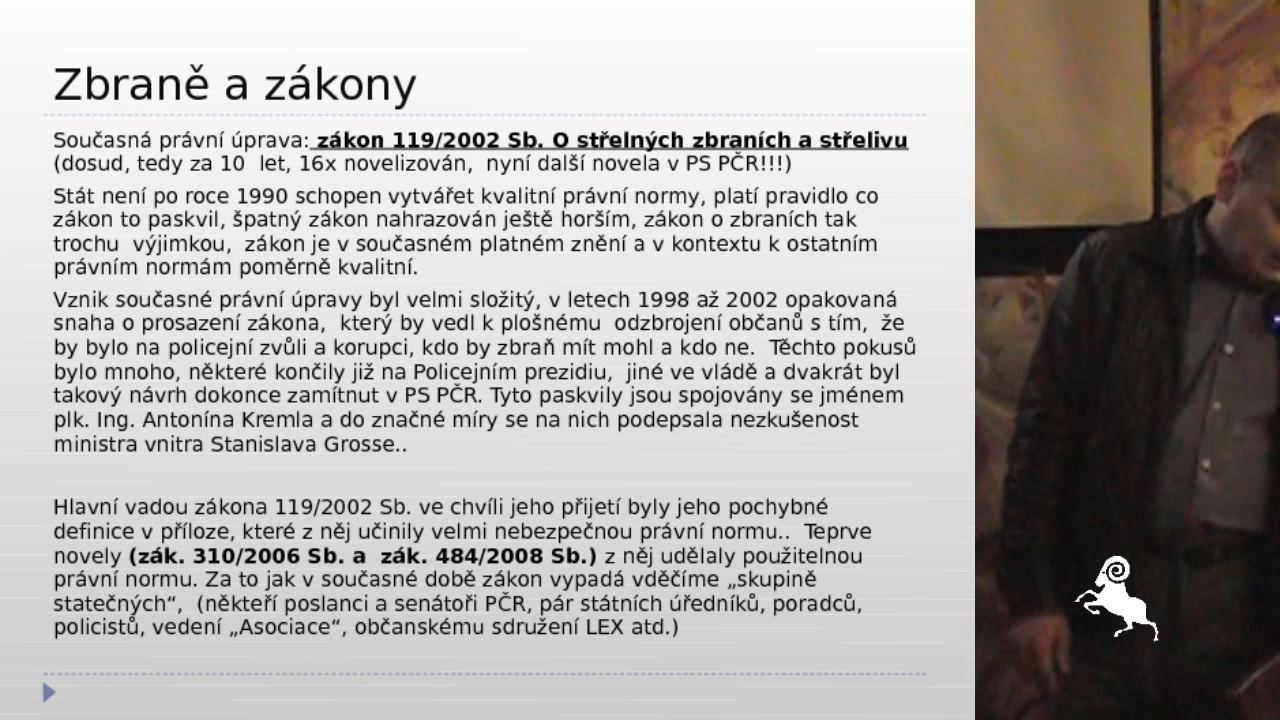 Zbraně a zákony
Současná právní úprava: zákon 119/2002 Sb. O střelných zbraních a střelivu
(dosud, tedy za 10  let, 16x novelizován,  nyní další novela v PS PČR!!!)
Stát není po roce 1990 schopen vytvářet kvalitní právní normy, platí pravidlo co
zákon to paskvil, špatný zákon nahrazován ještě horším, zákon o zbraních tak
trochu  výjimkou,  zákon je v současném platném znění a v kontextu k ostatním
právním normám poměrně kvalitní.
Vznik současné právní úpravy byl velmi složitý, v letech 1998 až 2002 opakovaná
snaha o prosazení zákona,  který by vedl k plošnému  odzbrojení občanů s tím,  že
by bylo na policejní zvůli a korupci, kdo by zbraň mít mohl a kdo ne.  Těchto pokusů
bylo mnoho, některé končily již na Policejním prezidiu,  jiné ve vládě a dvakrát byl
takový návrh dokonce zamítnut v PS PČR. Tyto paskvily jsou spojovány se jménem
plk. Ing. Antonína Kremla a do značné míry se na nich podepsala nezkušenost
ministra vnitra Stanislava Grosse..
Hlavní vadou zákona 119/2002 Sb. ve chvíli jeho přijetí byly jeho pochybné
definice v příloze, které z něj učinily velmi nebezpečnou právní normu..  Teprve
novely (zák. 310/2006 Sb. a  zák. 484/2008 Sb.) z něj udělaly použitelnou
právní normu. Za to jak v současné době zákon vypadá vděčíme „skupině
statečných“,  (někteří poslanci a senátoři PČR, pár státních úředníků, poradců,
policistů, vedení „Asociace“, občanskému sdružení LEX atd.)